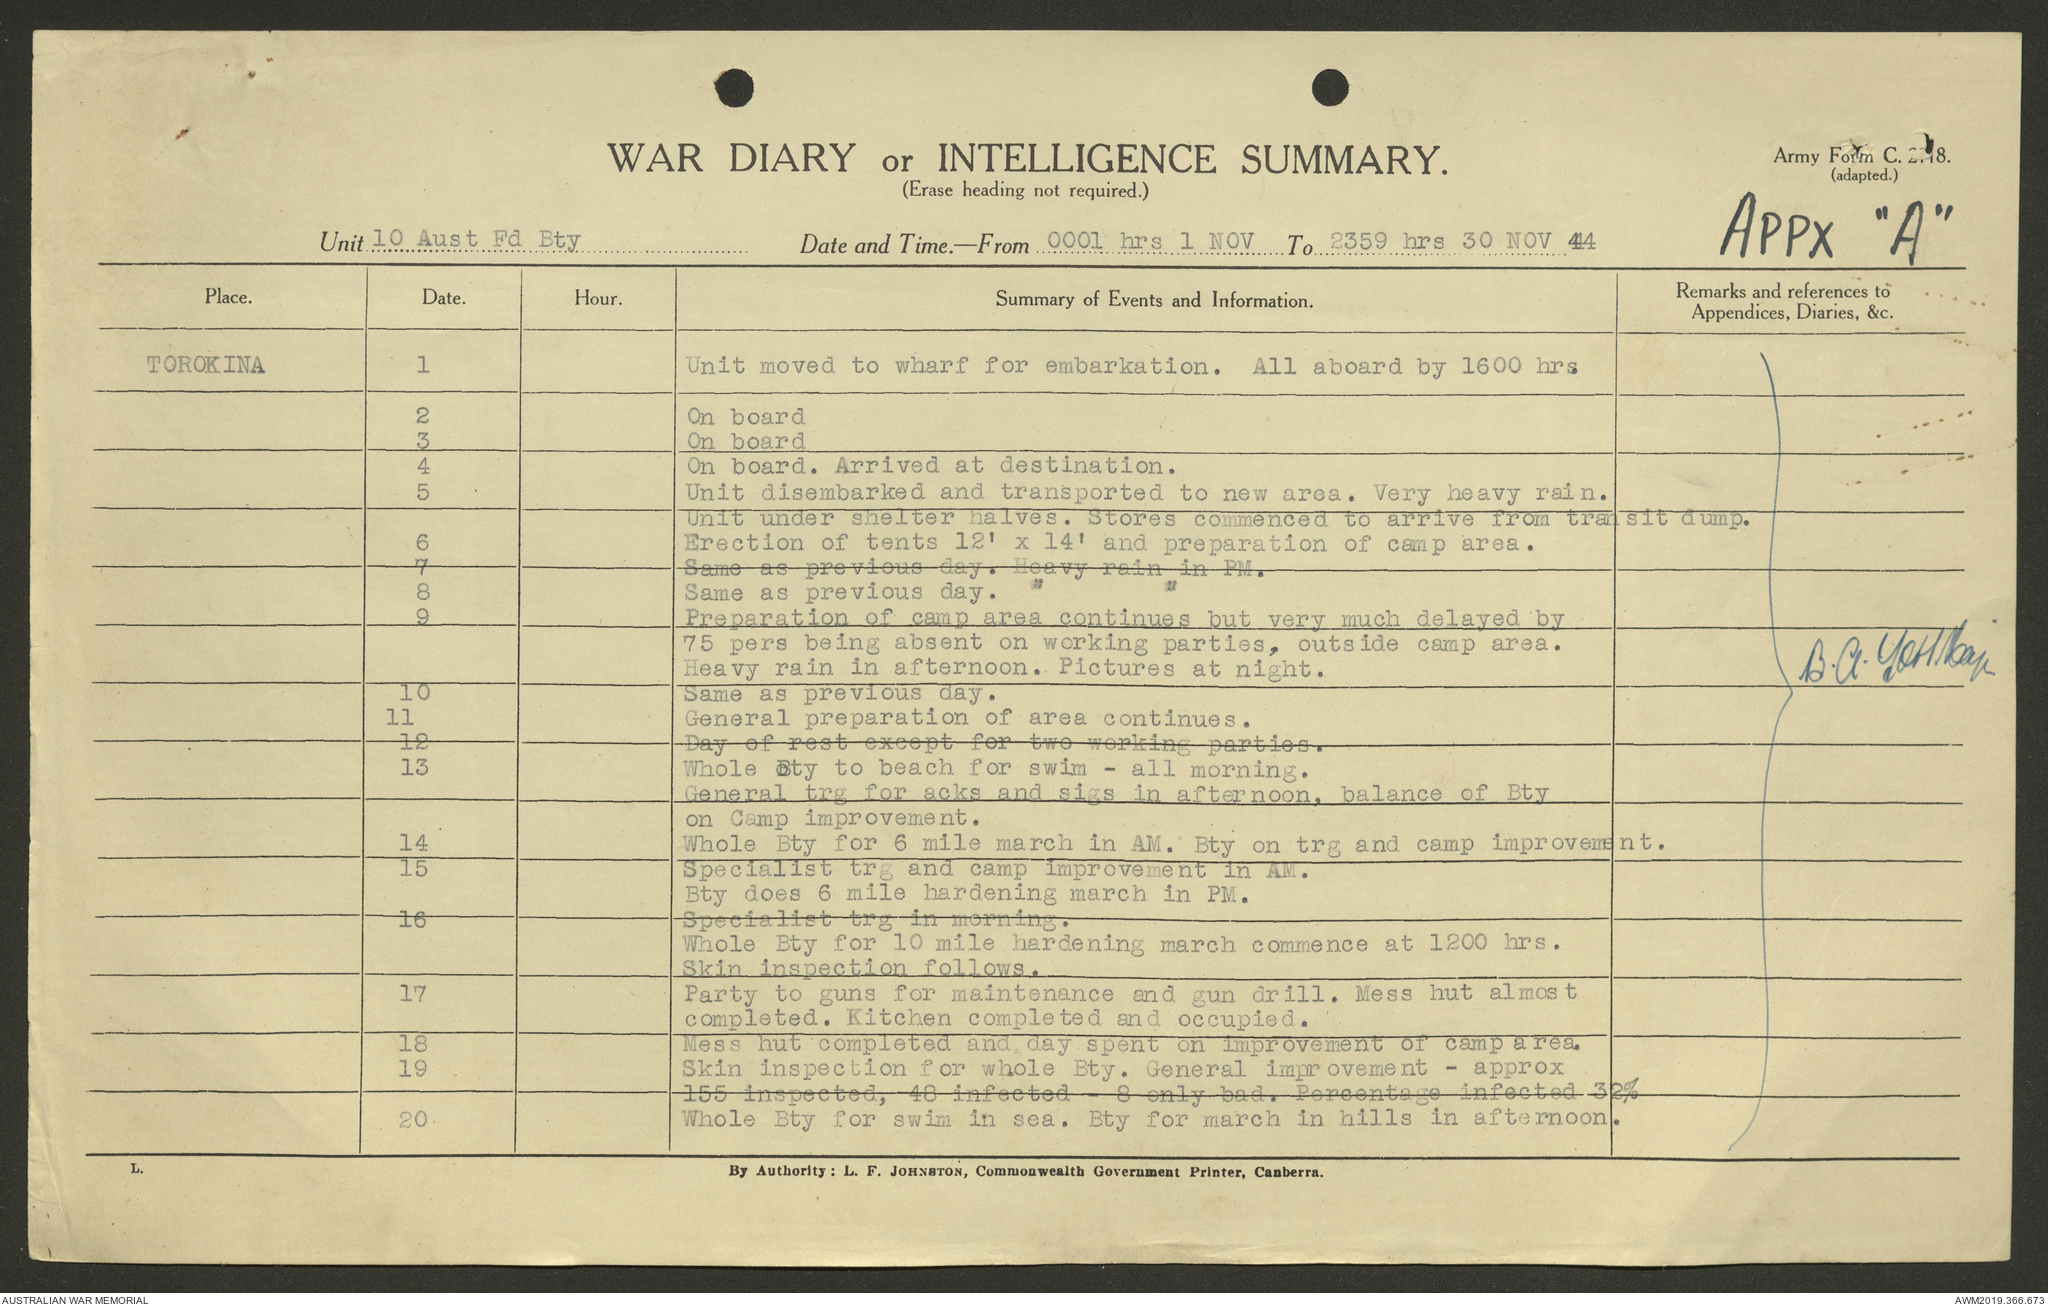 WAR DIARY or INTELLIGENCE SUMMARY.
(Erase heading not required.)
Army Form C. 2118.
(adapted.)
APPX "A"
Unit 10 Aust Fd Bty Date and Time.—From 0001 hrs 1 NOV To 2359 hrs 30 NOV 44
Place. Date. Hour. Summary of Events and Information. Remarks and references to
Appendices, Diaries, &c.
TOROKINA 1 Unit moved to wharf for embarkation. All aboard by 1600 hrs
2 On board
3 On board
4 On board. Arrived at destination.
5 Unit disembarked and transported to new area. Very heavy rain.
Unit under shelter halves. Stores commenced to arrive from transit dump.
6 Erection of tents 12' x 14' and preparation of camp area.
7 Same as previous day. Heavy rain in PM.
8 Same as previous day. " "
9 Preparation of camp area continues but very much delayed by
75 pers being absent on working parties, outside camp area.
Heavy rain in afternoon. Pictures at night.
B.A.
10 Same as previous day.
11 General preparation of area continues.
12 Day of rest except for two working parties.
13 Whole Bty to beach for swim - all morning.
General trg for acks and sigs in afternoon, balance of Bty
on Camp improvement.
14 Whole Bty for 6 mile march in AM. Bty on trg and camp improvement.
15 Specialist trg and camp improvement in AM.
Bty does 6 mile hardening march in PM.
16 Specialist trg in morning.
Whole Bty for 10 mile hardening march commence at 1200 hrs.
Skin inspection follows.
17 Party to guns for maintenance and gun drill. Mess hut almost
completed. Kitchen completed and occupied.
18 Mess hut completed and day spent on improvement of camp area.
19 Skin inspection for whole Bty. General improvement - approx
155 inspected, 48 infected - 8 only bad. Percentage infected 32%
20 Whole Bty for swim in sea. Bty for march in hills in afternoon.
L. By Authority: L. F. JOHNSTON, Commonwealth Government Printer, Canberra.
AUSTRALIAN WAR MEMORIAL AWM2019.366.673